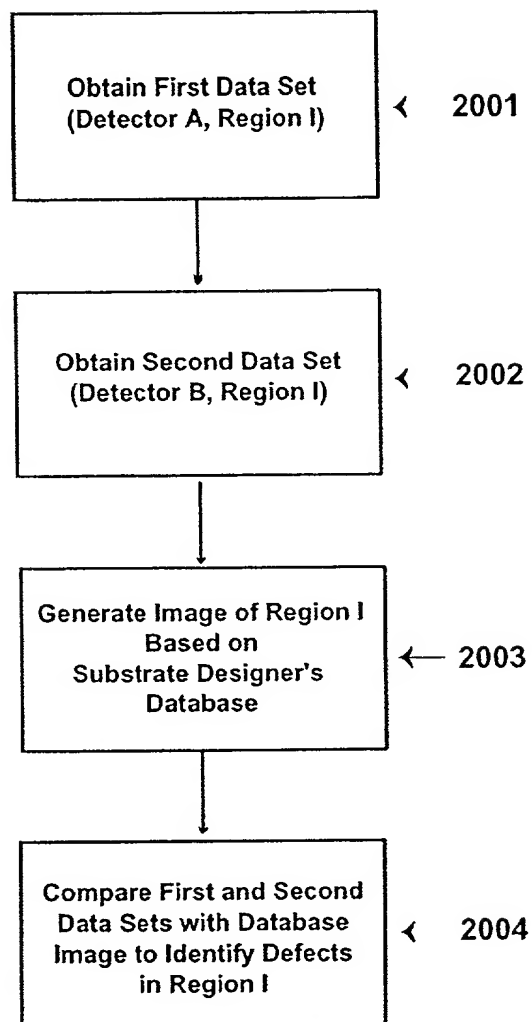 Obtain First Data Set
(Detector A, Region I)
2001
Obtain Second Data Set
(Detector B, Region I)
2002
Generate Image of Region I
Based on
Substrate Designer's
Database
2003
Compare First and Second
Data Sets with Database
Image to Identify Defects
in Region I
2004